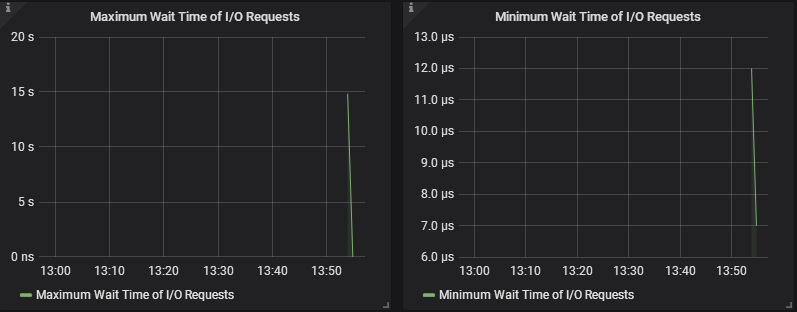 Maximum Wait Time of I/O Requests
20 s
15 s
10 s
5 s
0 ns
13:00 13:10 13:20 13:30 13:40 13:50
Maximum Wait Time of I/O Requests
Minimum Wait Time of I/O Requests
13.0 µs
12.0 µs
11.0 µs
10.0 µs
9.0 µs
8.0 µs
7.0 µs
6.0 µs
13:00 13:10 13:20 13:30 13:40 13:50
Minimum Wait Time of I/O Requests